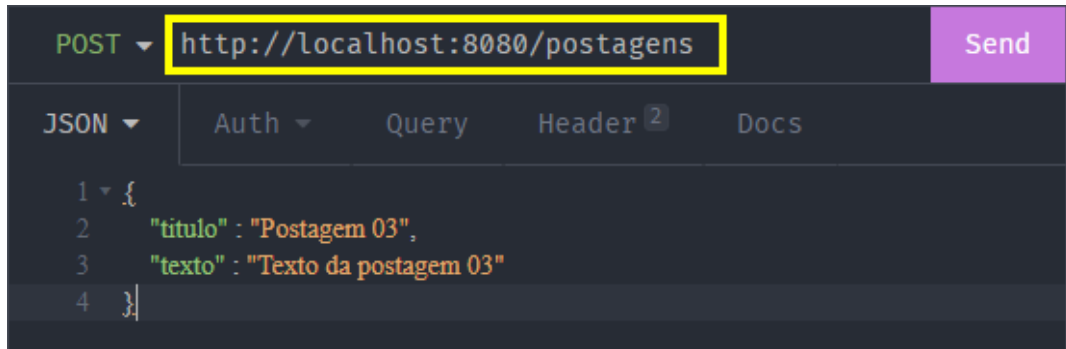 POST http://localhost:8080/postagens Send
JSON Auth Query Header 2 Docs
1 {
2 "titulo" : "Postagem 03",
3 "texto" : "Texto da postagem 03"
4 }